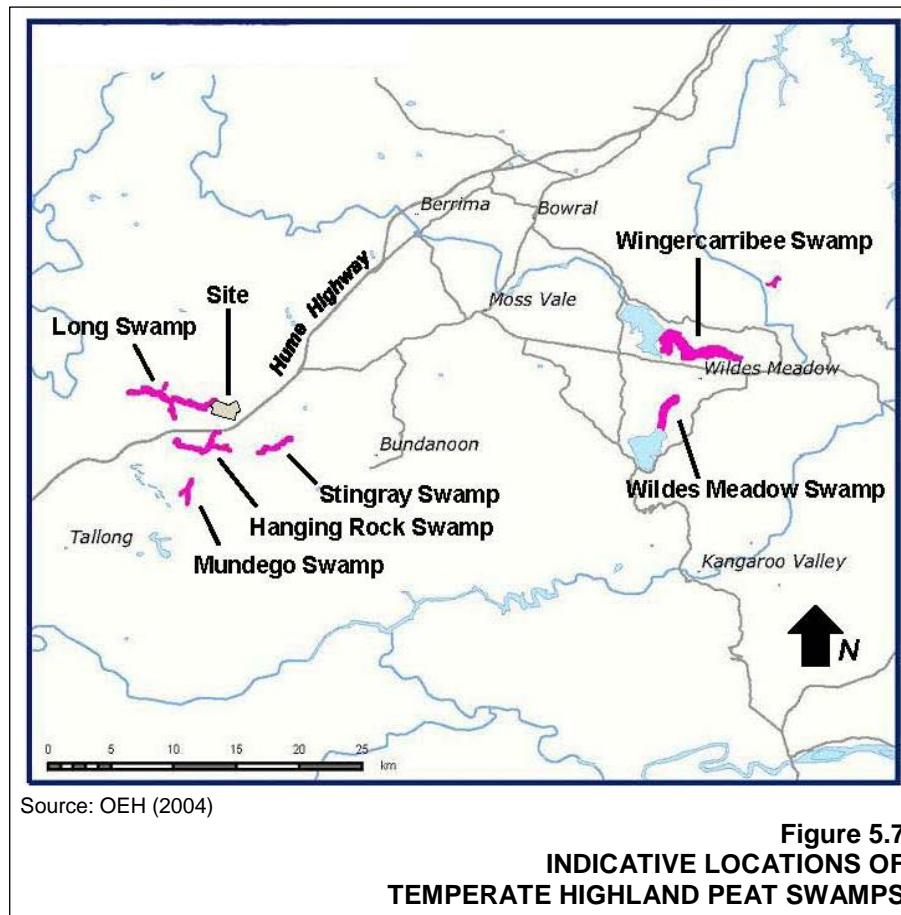 Berrima
Bowral
Wingercarribee Swamp
Hume Highway
Site
Moss Vale
Long Swamp
Wildes Meadow
Bundanoon
Stingray Swamp
Wildes Meadow Swamp
Hanging Rock Swamp
Tallong
Mundego Swamp
Kangaroo Valley
N
0 5 10 15 20 25
km
Source: OEH (2004)
Figure 5.7
INDICATIVE LOCATIONS OF
TEMPERATE HIGHLAND PEAT SWAMPS